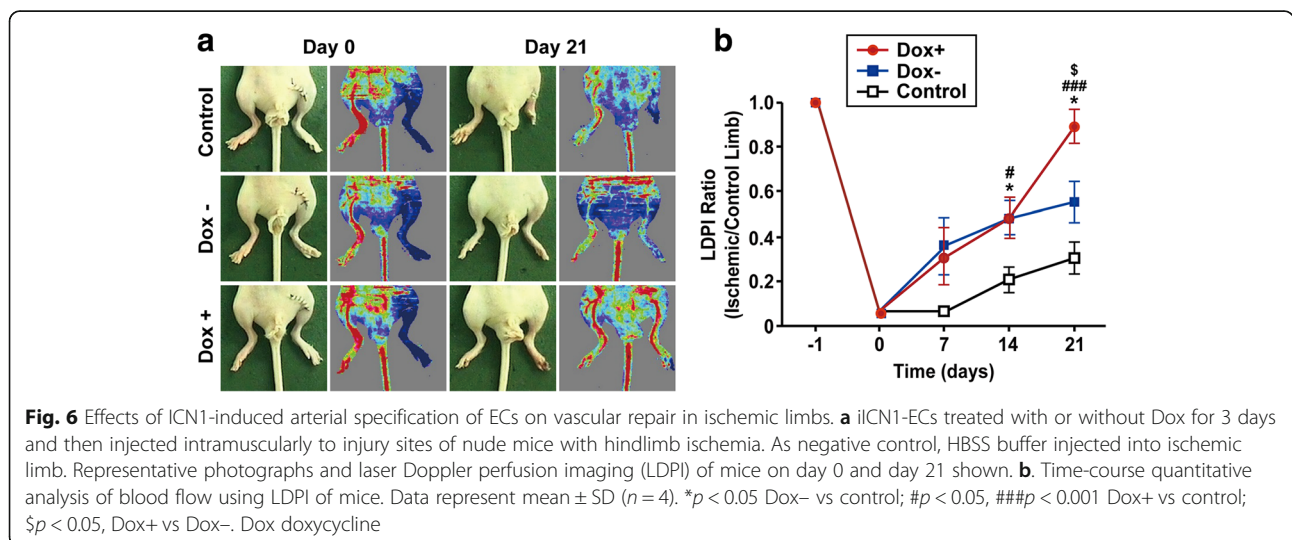 a
Day 0
Day 21
Control
Dox -
Dox +
b
Dox+
Dox-
Control
$
###
*
#
*
1.0
0.8
0.6
0.4
0.2
0
LDPI Ratio
(Ischemic/Control Limb)
-1
0
7
14
21
Time (days)
Fig. 6 Effects of ICN1-induced arterial specification of ECs on vascular repair in ischemic limbs. a iICN1-ECs treated with or without Dox for 3 days
and then injected intramuscularly to injury sites of nude mice with hindlimb ischemia. As negative control, HBSS buffer injected into ischemic
limb. Representative photographs and laser Doppler perfusion imaging (LDPI) of mice on day 0 and day 21 shown. b. Time-course quantitative
analysis of blood flow using LDPI of mice. Data represent mean ± SD (n = 4). *p < 0.05 Dox– vs control; #p < 0.05, ###p < 0.001 Dox+ vs control;
$p < 0.05, Dox+ vs Dox–. Dox doxycycline